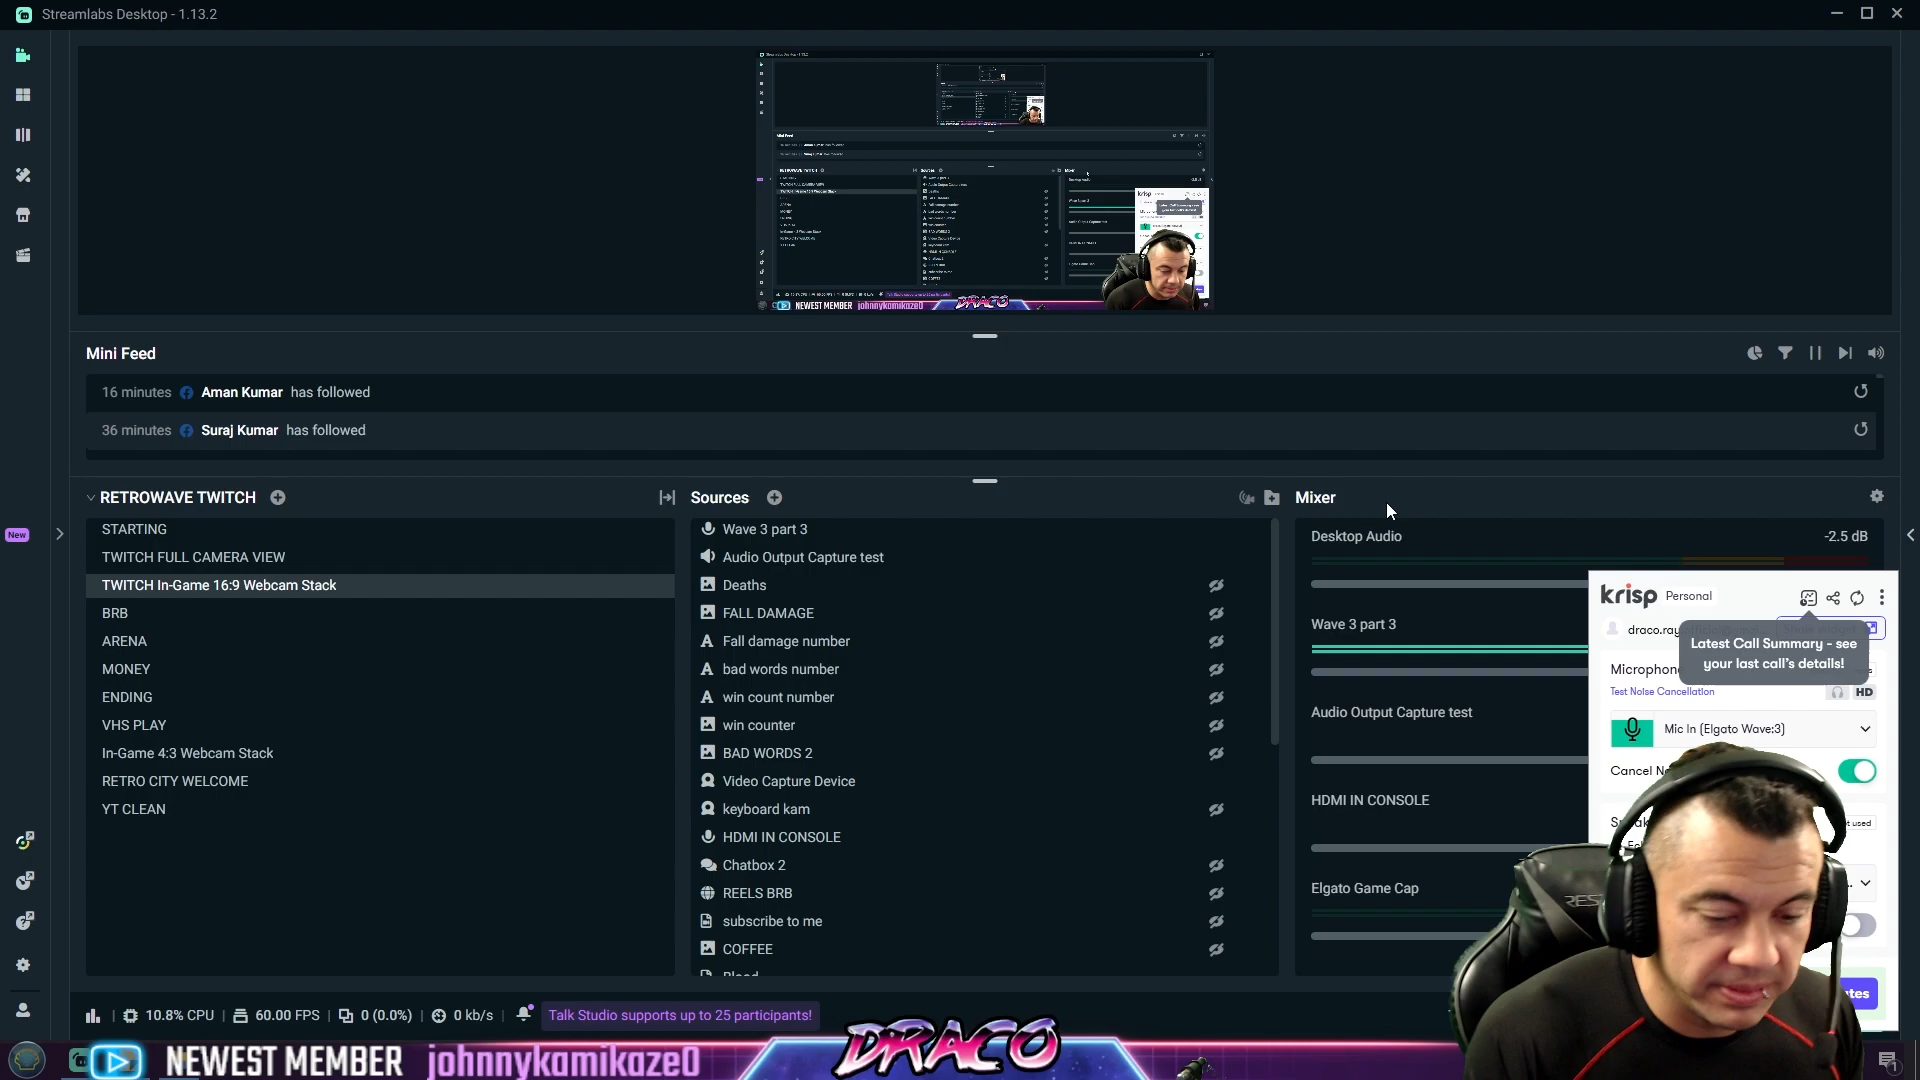 Streamlabs Desktop - 1.13.2
Mini Feed
16 minutes Aman Kumar has followed
36 minutes Suraj Kumar has followed
RETROWAVE TWITCH
STARTING
TWITCH FULL CAMERA VIEW
TWITCH In-Game 16:9 Webcam Stack
BRB
ARENA
MONEY
ENDING
VHS PLAY
In-Game 4:3 Webcam Stack
RETRO CITY WELCOME
YT CLEAN
New
Sources
Wave 3 part 3
Audio Output Capture test
Deaths
FALL DAMAGE
Fall damage number
bad words number
win count number
win counter
BAD WORDS 2
Video Capture Device
keyboard kam
HDMI IN CONSOLE
Chatbox 2
REELS BRB
subscribe to me
COFFEE
Mixer
Desktop Audio -2.5 dB
Wave 3 part 3
Audio Output Capture test
HDMI IN CONSOLE
Elgato Game Cap
krisp Personal
draco.ray
Latest Call Summary - see
your last call's details!
Microphone
Test Noise Cancellation HD
Mic In (Elgato Wave:3)
Cancel
used
RES
10.8% CPU 60.00 FPS 0 (0.0%) 0 kb/s Talk Studio supports up to 25 participants!
NEWEST MEMBER johnnykamikaze0 DRACO